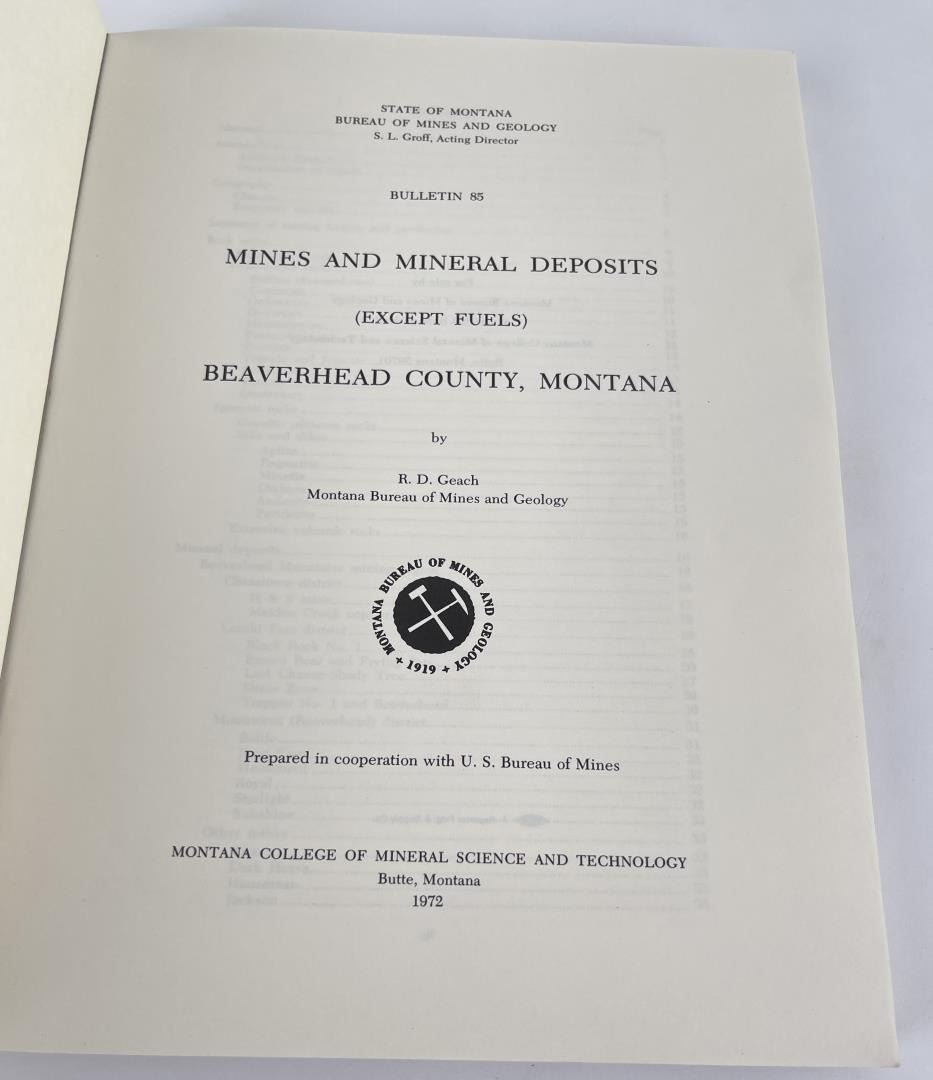 STATE OF MONTANA
BUREAU OF MINES AND GEOLOGY
S. L. Groff, Acting Director
BULLETIN 85
MINES AND MINERAL DEPOSITS
(EXCEPT FUELS)
BEAVERHEAD COUNTY, MONTANA
by
R. D. Geach
Montana Bureau of Mines and Geology
MONTANA BUREAU OF MINES AND GEOLOGY
+ 1919 +
Prepared in cooperation with U. S. Bureau of Mines
MONTANA COLLEGE OF MINERAL SCIENCE AND TECHNOLOGY
Butte, Montana
1972